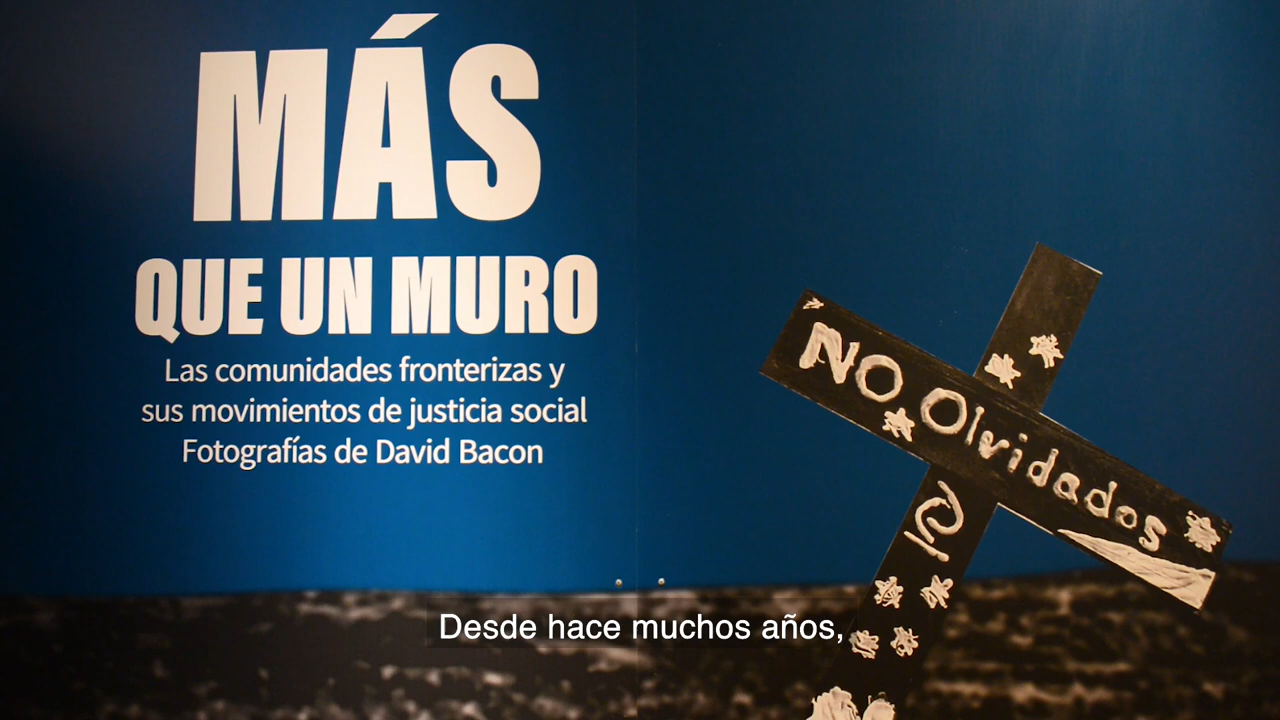 MÁS
QUE UN MURO
Las comunidades fronterizas y
sus movimientos de justicia social
Fotografías de David Bacon
NO Olvidados
Desde hace muchos años,